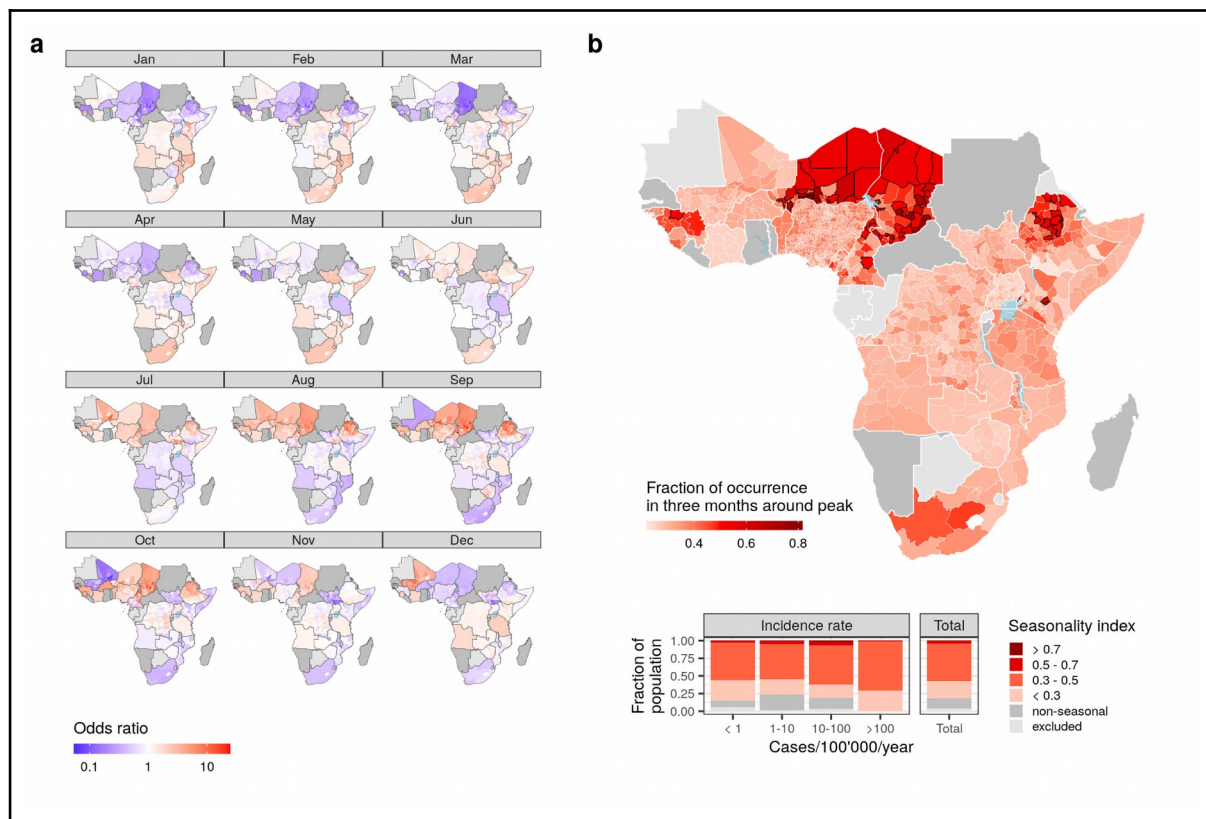 a
Jan Feb Mar
Apr May Jun
Jul Aug Sep
Oct Nov Dec
Odds ratio
0.1 1 10
b
Fraction of occurrence
in three months around peak
0.4 0.6 0.8
Incidence rate Total
Fraction of
population
1.00
0.75
0.50
0.25
0.00
< 1 1-10 10-100 >100 Total
Cases/100'000/year
Seasonality index
> 0.7
0.5 - 0.7
0.3 - 0.5
< 0.3
non-seasonal
excluded